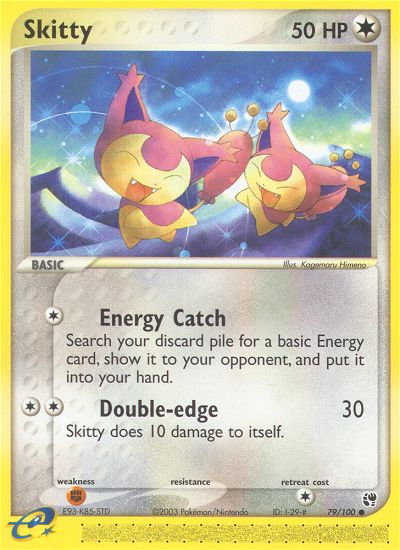 Skitty 50 HP
BASIC
Illus. Kagemaru Himeno
Energy Catch
Search your discard pile for a basic Energy
card, show it to your opponent, and put it
into your hand.
Double-edge 30
Skitty does 10 damage to itself.
weakness resistance retreat cost
E93-K85-STD ©2003 Pokémon/Nintendo ID: I-29-# 79/100
e